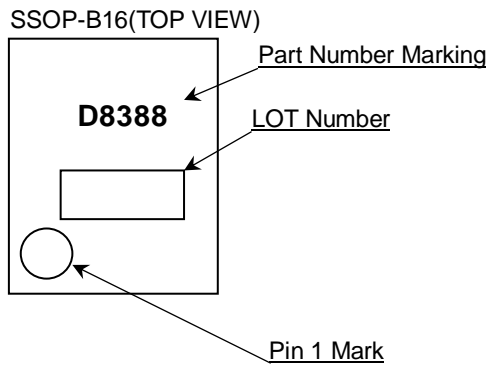 SSOP-B16(TOP VIEW)
Part Number Marking
D8388
LOT Number
Pin 1 Mark